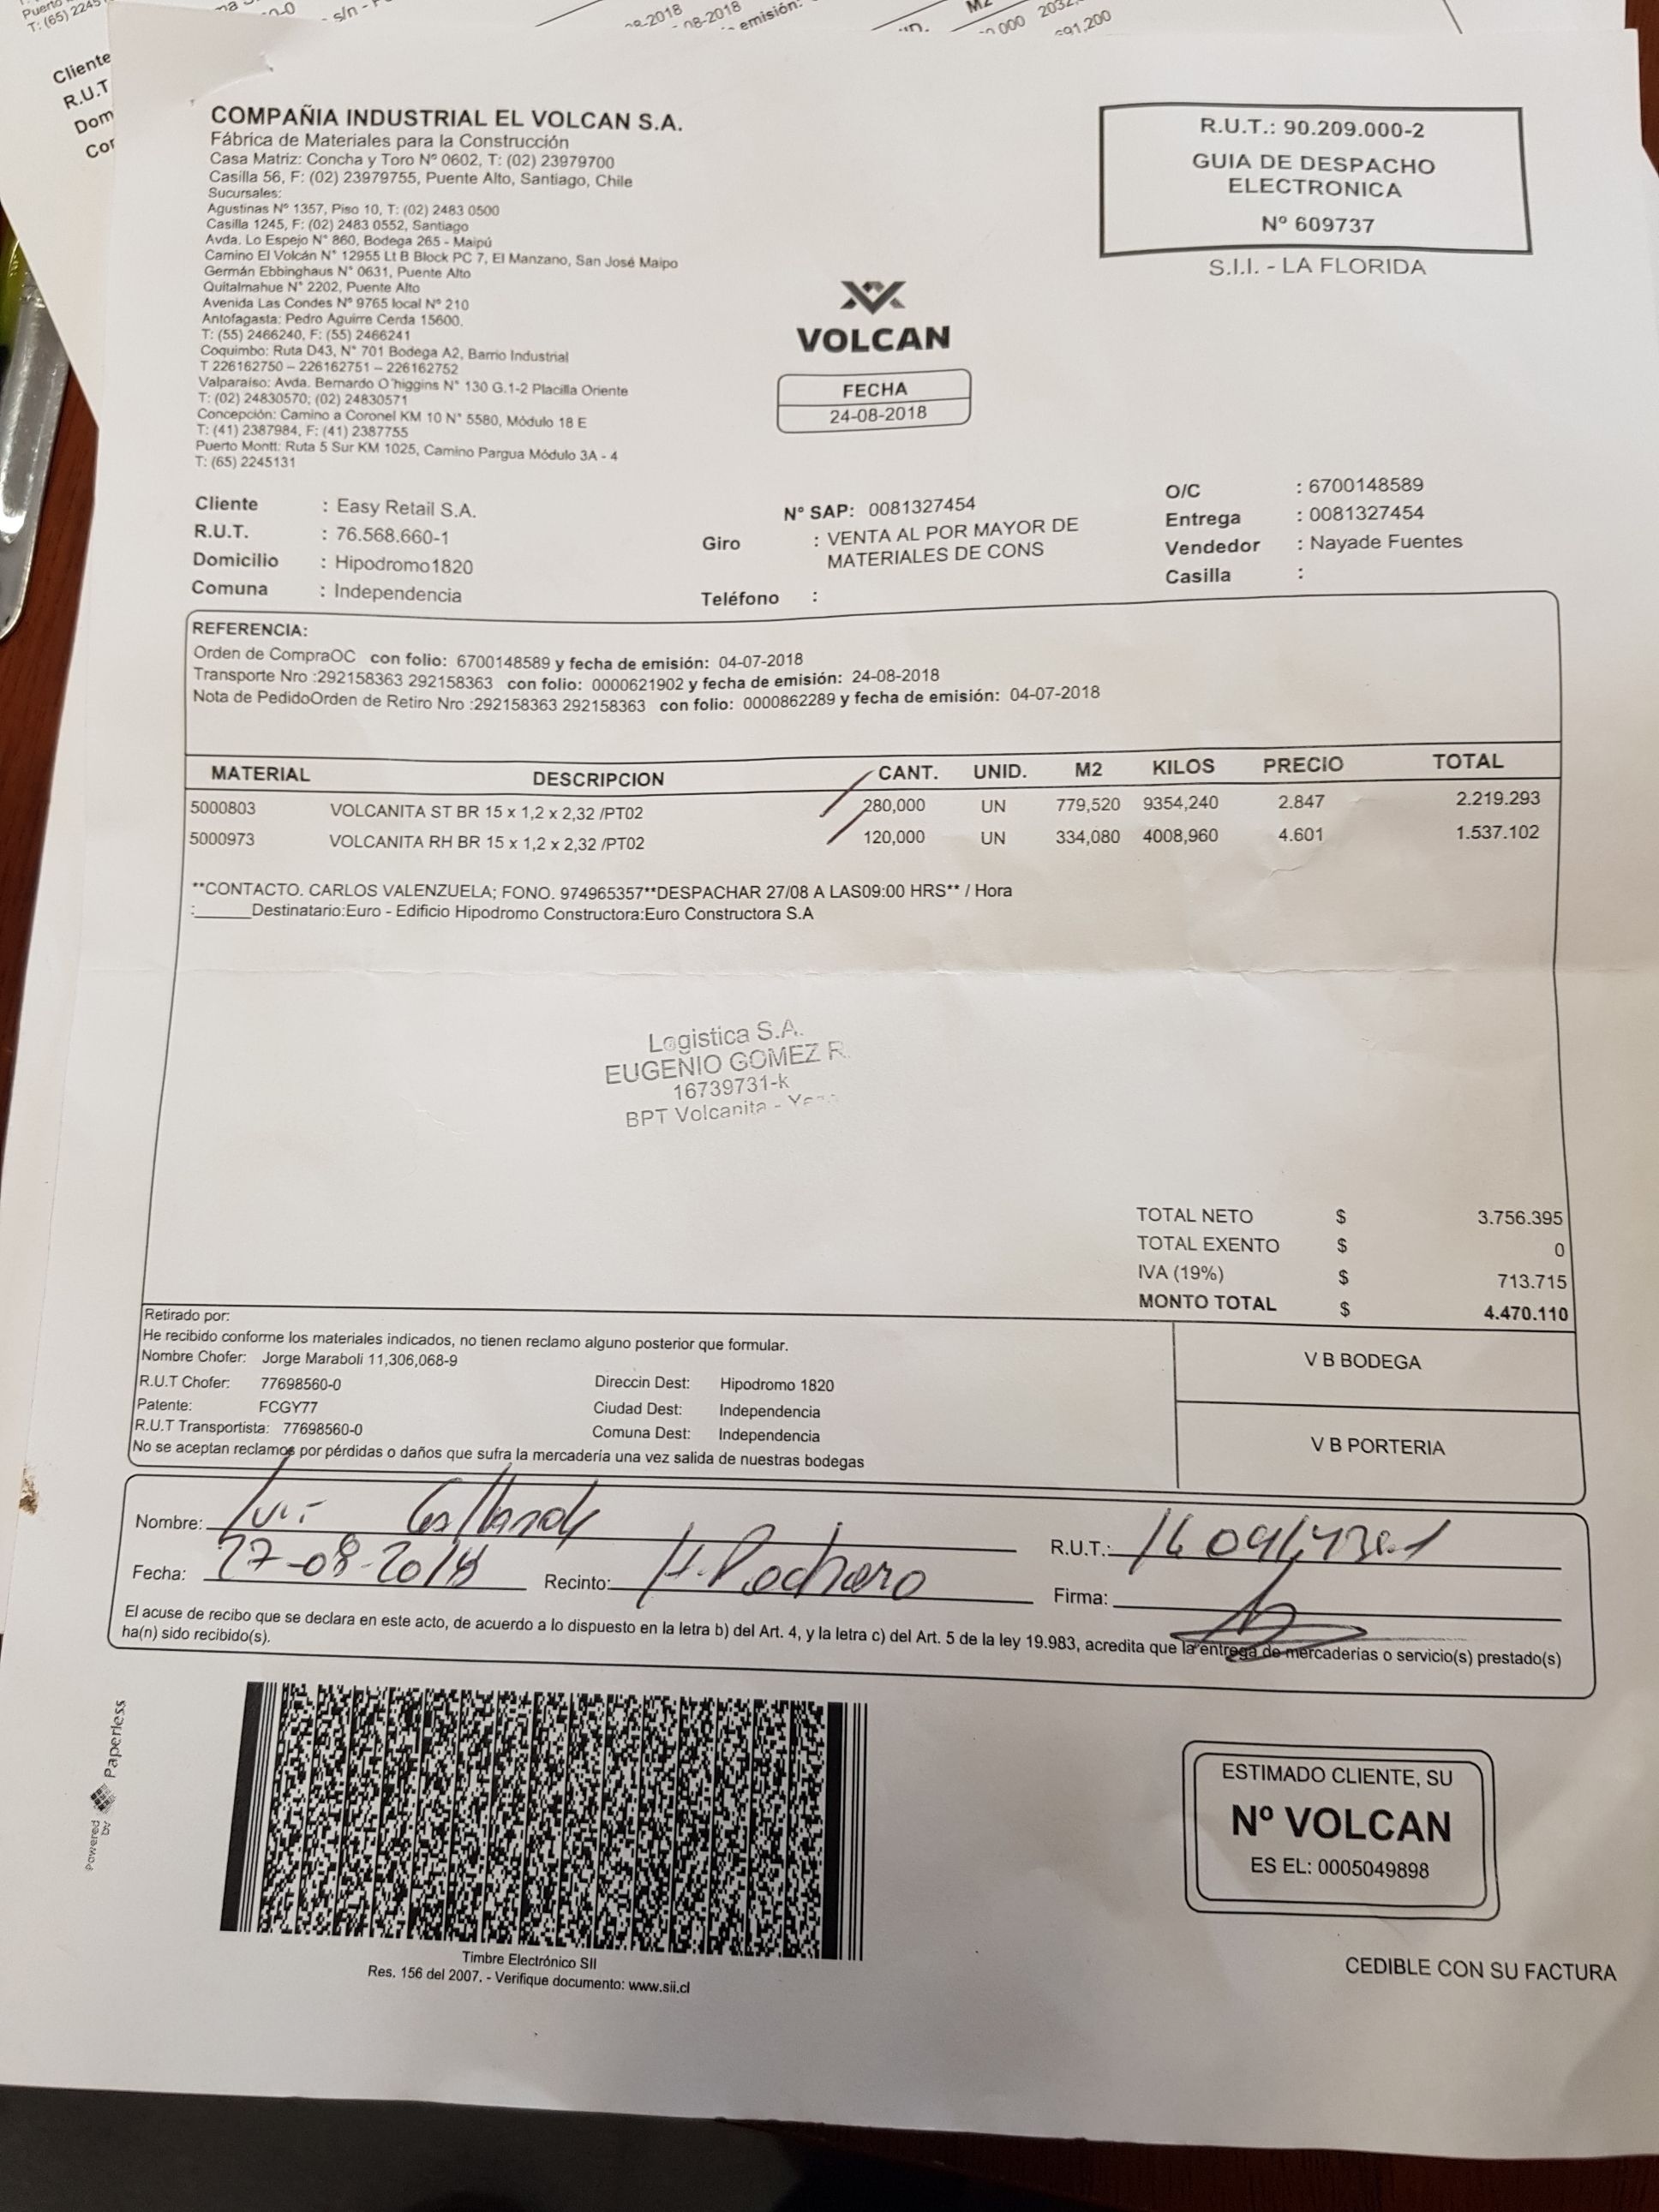 COMPAÑIA INDUSTRIAL EL VOLCAN S.A.
Fábrica de Materiales para la Construcción
Casa Matriz: Concha y Toro Nº 0602, T: (02) 23979700
Casilla 56, F: (02) 23979755, Puente Alto, Santiago, Chile
Sucursales:
Agustinas Nº 1357, Piso 10, T: (02) 2483 0500
Casilla 1245, F: (02) 2483 0552, Santiago
Avda. Lo Espejo N° 860, Bodega 265 - Maipú
Camino El Volcán N° 12955 Lt B Block PC 7, El Manzano, San José Maipo
Germán Ebbinghaus N° 0631, Puente Alto
Quitalmahue N° 2202, Puente Alto
Avenida Las Condes Nº 9765 local Nº 210
Antofagasta: Pedro Aguirre Cerda 15600.
T: (55) 2466240, F: (55) 2466241
Coquimbo: Ruta D43, N° 701 Bodega A2, Barrio Industrial
T 226162750 – 226162751 – 226162752
Valparaíso: Avda. Bernardo O´higgins N° 130 G.1-2 Placilla Oriente
T: (02) 24830570; (02) 24830571
Concepción: Camino a Coronel KM 10 N° 5580, Módulo 18 E
T: (41) 2387984, F: (41) 2387755
Puerto Montt: Ruta 5 Sur KM 1025, Camino Pargua Módulo 3A - 4
T: (65) 2245131
R.U.T.: 90.209.000-2
GUIA DE DESPACHO
ELECTRONICA
Nº 609737
S.I.I. - LA FLORIDA
VOLCAN
FECHA
24-08-2018
Cliente : Easy Retail S.A.
R.U.T. : 76.568.660-1
Domicilio : Hipodromo1820
Comuna : Independencia
Nº SAP: 0081327454
Giro : VENTA AL POR MAYOR DE
MATERIALES DE CONS
Teléfono :
O/C : 6700148589
Entrega : 0081327454
Vendedor : Nayade Fuentes
Casilla :
REFERENCIA:
Orden de CompraOC con folio: 6700148589 y fecha de emisión: 04-07-2018
Transporte Nro :292158363 292158363 con folio: 0000621902 y fecha de emisión: 24-08-2018
Nota de PedidoOrden de Retiro Nro :292158363 292158363 con folio: 0000862289 y fecha de emisión: 04-07-2018
MATERIAL DESCRIPCION CANT. UNID. M2 KILOS PRECIO TOTAL
5000803 VOLCANITA ST BR 15 x 1,2 x 2,32 /PT02 280,000 UN 779,520 9354,240 2.847 2.219.293
5000973 VOLCANITA RH BR 15 x 1,2 x 2,32 /PT02 120,000 UN 334,080 4008,960 4.601 1.537.102
**CONTACTO. CARLOS VALENZUELA; FONO. 974965357**DESPACHAR 27/08 A LAS09:00 HRS** / Hora
:______Destinatario:Euro - Edificio Hipodromo Constructora:Euro Constructora S.A
Logistica S.A.
EUGENIO GOMEZ R.
16739731-k
BPT Volcanita -
TOTAL NETO $ 3.756.395
TOTAL EXENTO $ 0
IVA (19%) $ 713.715
MONTO TOTAL $ 4.470.110
Retirado por:
He recibido conforme los materiales indicados, no tienen reclamo alguno posterior que formular.
Nombre Chofer: Jorge Maraboli 11,306,068-9
R.U.T Chofer: 77698560-0 Direccin Dest: Hipodromo 1820
Patente: FCGY77 Ciudad Dest: Independencia
R.U.T Transportista: 77698560-0 Comuna Dest: Independencia
No se aceptan reclamos por pérdidas o daños que sufra la mercadería una vez salida de nuestras bodegas
V B BODEGA
V B PORTERIA
Nombre: R.U.T.:
Fecha: 27-08-2018 Recinto: Firma:
El acuse de recibo que se declara en este acto, de acuerdo a lo dispuesto en la letra b) del Art. 4, y la letra c) del Art. 5 de la ley 19.983, acredita que la entrega de mercaderías o servicio(s) prestado(s)
ha(n) sido recibido(s).
Powered by Paperless
Timbre Electrónico SII
Res. 156 del 2007. - Verifique documento: www.sii.cl
ESTIMADO CLIENTE, SU
Nº VOLCAN
ES EL: 0005049898
CEDIBLE CON SU FACTURA